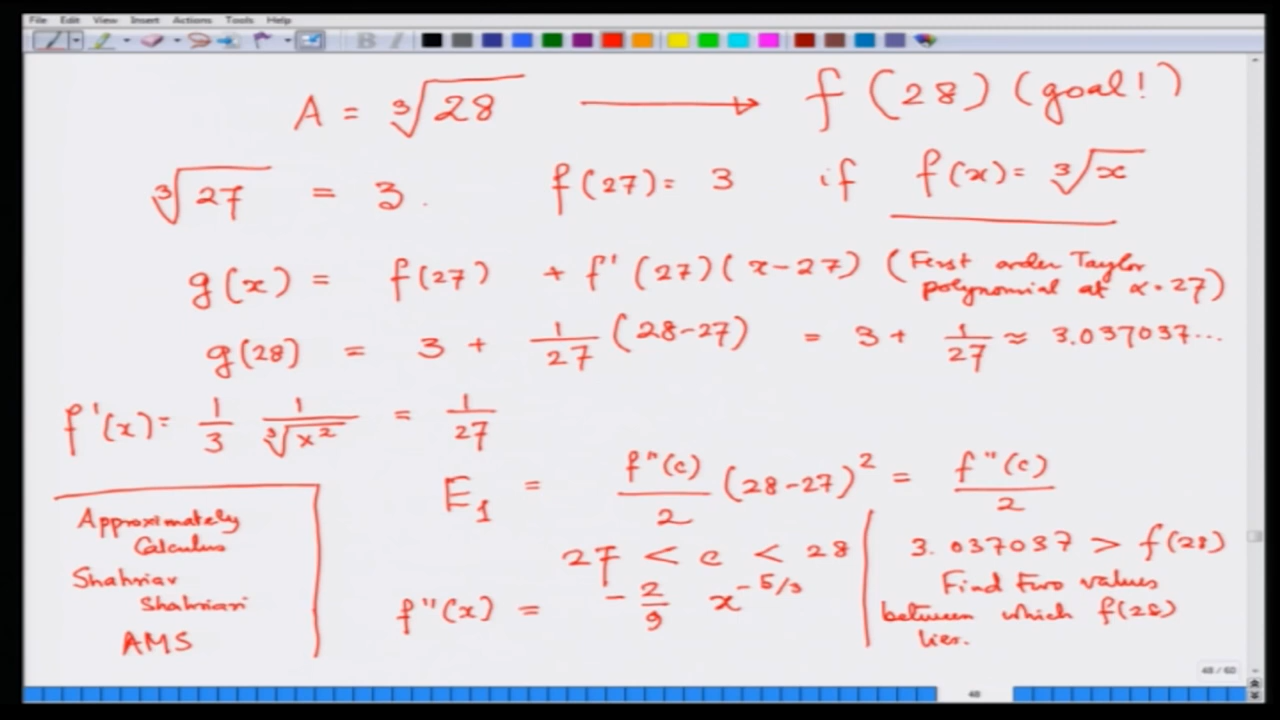 File Edit View Insert Actions Tools Help
A = ∛28 ⟶ f(28) (goal!)
∛27 = 3. f(27) = 3 if f(x) = ∛x
g(x) = f(27) + f'(27)(x-27) (First order Taylor
polynomial at x=27)
g(28) = 3 + 1/27 (28-27) = 3 + 1/27 ≈ 3.037037...
f'(x) = 1/3 1/∛x² = 1/27
E₁ = f"(c)/2 (28-27)² = f"(c)/2
27 < c < 28
f"(x) = -2/9 x^-5/3
3.037037 > f(28)
Find two values
between which f(28)
lies.
Approximately
Calculus
Shahriar
Shahriari
AMS
48 / 60
48